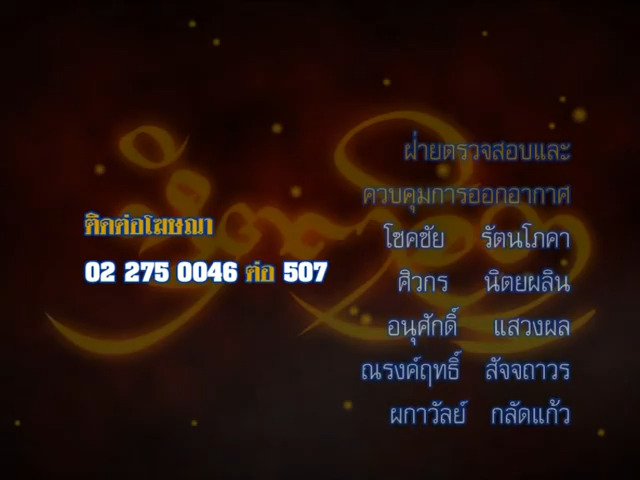 ติดต่อโฆษณา
02 275 0046 ต่อ 507
ฝ่ายตรวจสอบและ
ควบคุมการออกอากาศ
โชคชัย รัตนโภคา
ศิวกร นิตยผลิน
อนุศักดิ์ แสวงผล
ณรงค์ฤทธิ์ สัจจถาวร
ผกาวัลย์ กลัดแก้ว